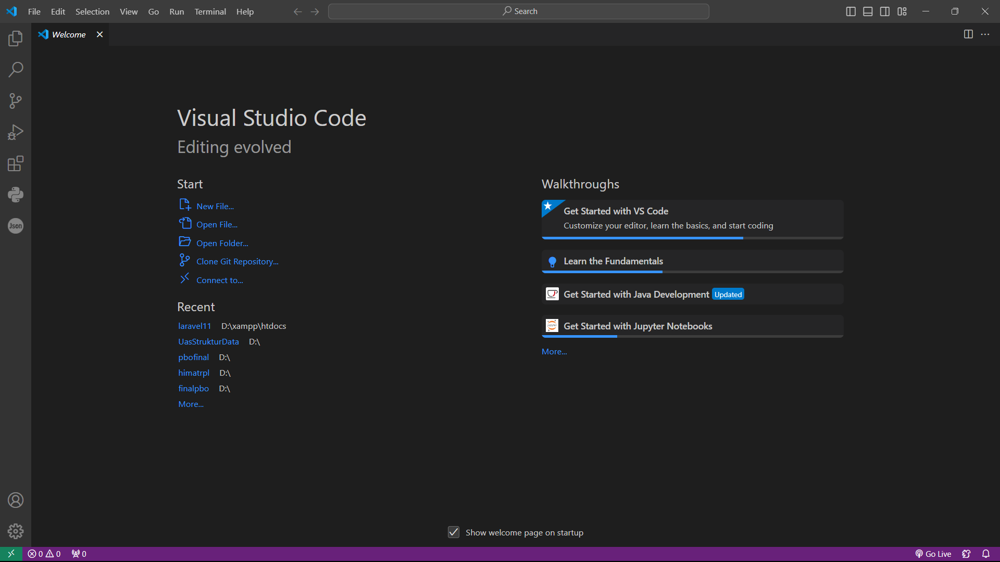 File Edit Selection View Go Run Terminal Help
Search
Welcome
Visual Studio Code
Editing evolved
Start
New File...
Open File...
Open Folder...
Clone Git Repository...
Connect to...
Recent
laravel11 D:\xampp\htdocs
UasStrukturData D:\
pbofinal D:\
himatrpl D:\
finalpbo D:\
More...
Walkthroughs
Get Started with VS Code
Customize your editor, learn the basics, and start coding
Learn the Fundamentals
Get Started with Java Development Updated
jupyter
Get Started with Jupyter Notebooks
More...
Json
Show welcome page on startup
0 0 0
Go Live